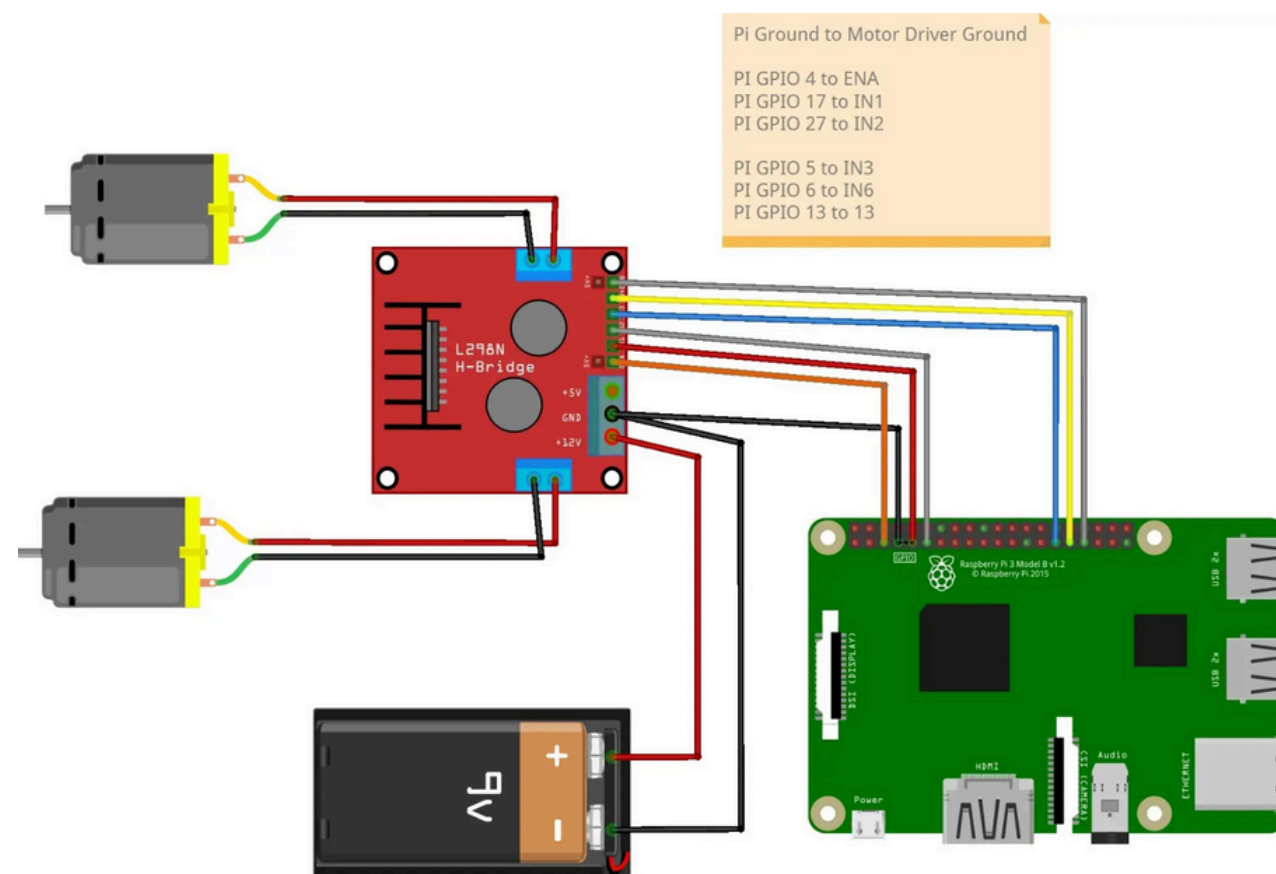 Pi Ground to Motor Driver Ground
PI GPIO 4 to ENA
PI GPIO 17 to IN1
PI GPIO 27 to IN2
PI GPIO 5 to IN3
PI GPIO 6 to IN6
PI GPIO 13 to 13
L298N
H-Bridge
5V+
5V+
+5V
GND
+12V
9v
+
-
GPIO
Raspberry Pi 3 Model B v1.2
© Raspberry Pi 2015
DSI (DISPLAY)
USB 2x
USB 2x
ETHERNET
Power
HDMI
CSI (CAMERA)
Audio